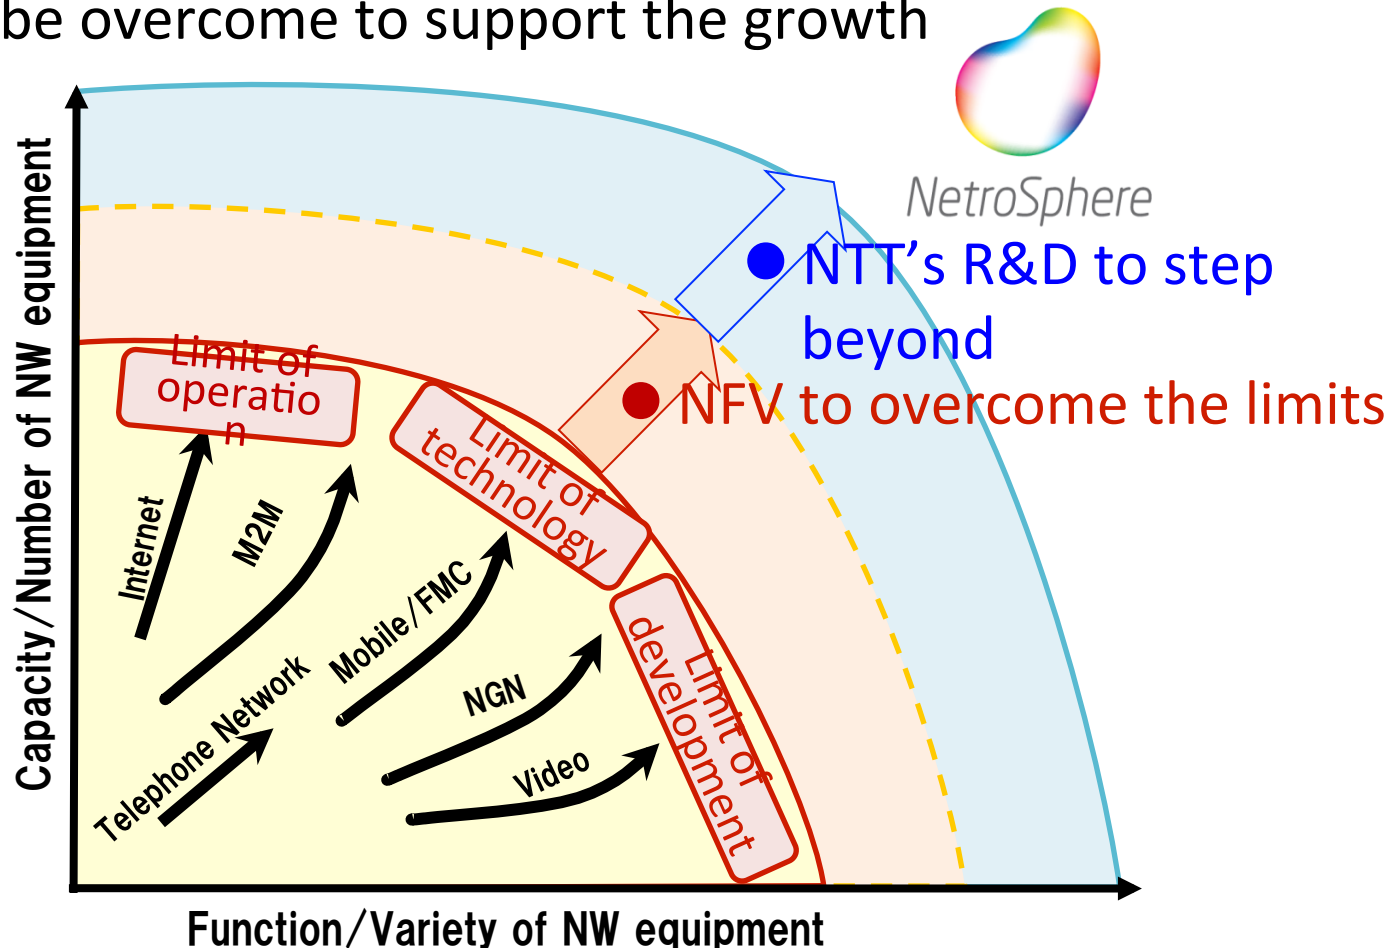 be overcome to support the growth
NetroSphere
NTT’s R&D to step
beyond
NFV to overcome the limits
Limit of
operatio
n
Limit of
technology
Limit of
development
Internet
M2M
Mobile/FMC
Telephone Network
NGN
Video
Capacity/Number of NW equipment
Function/Variety of NW equipment